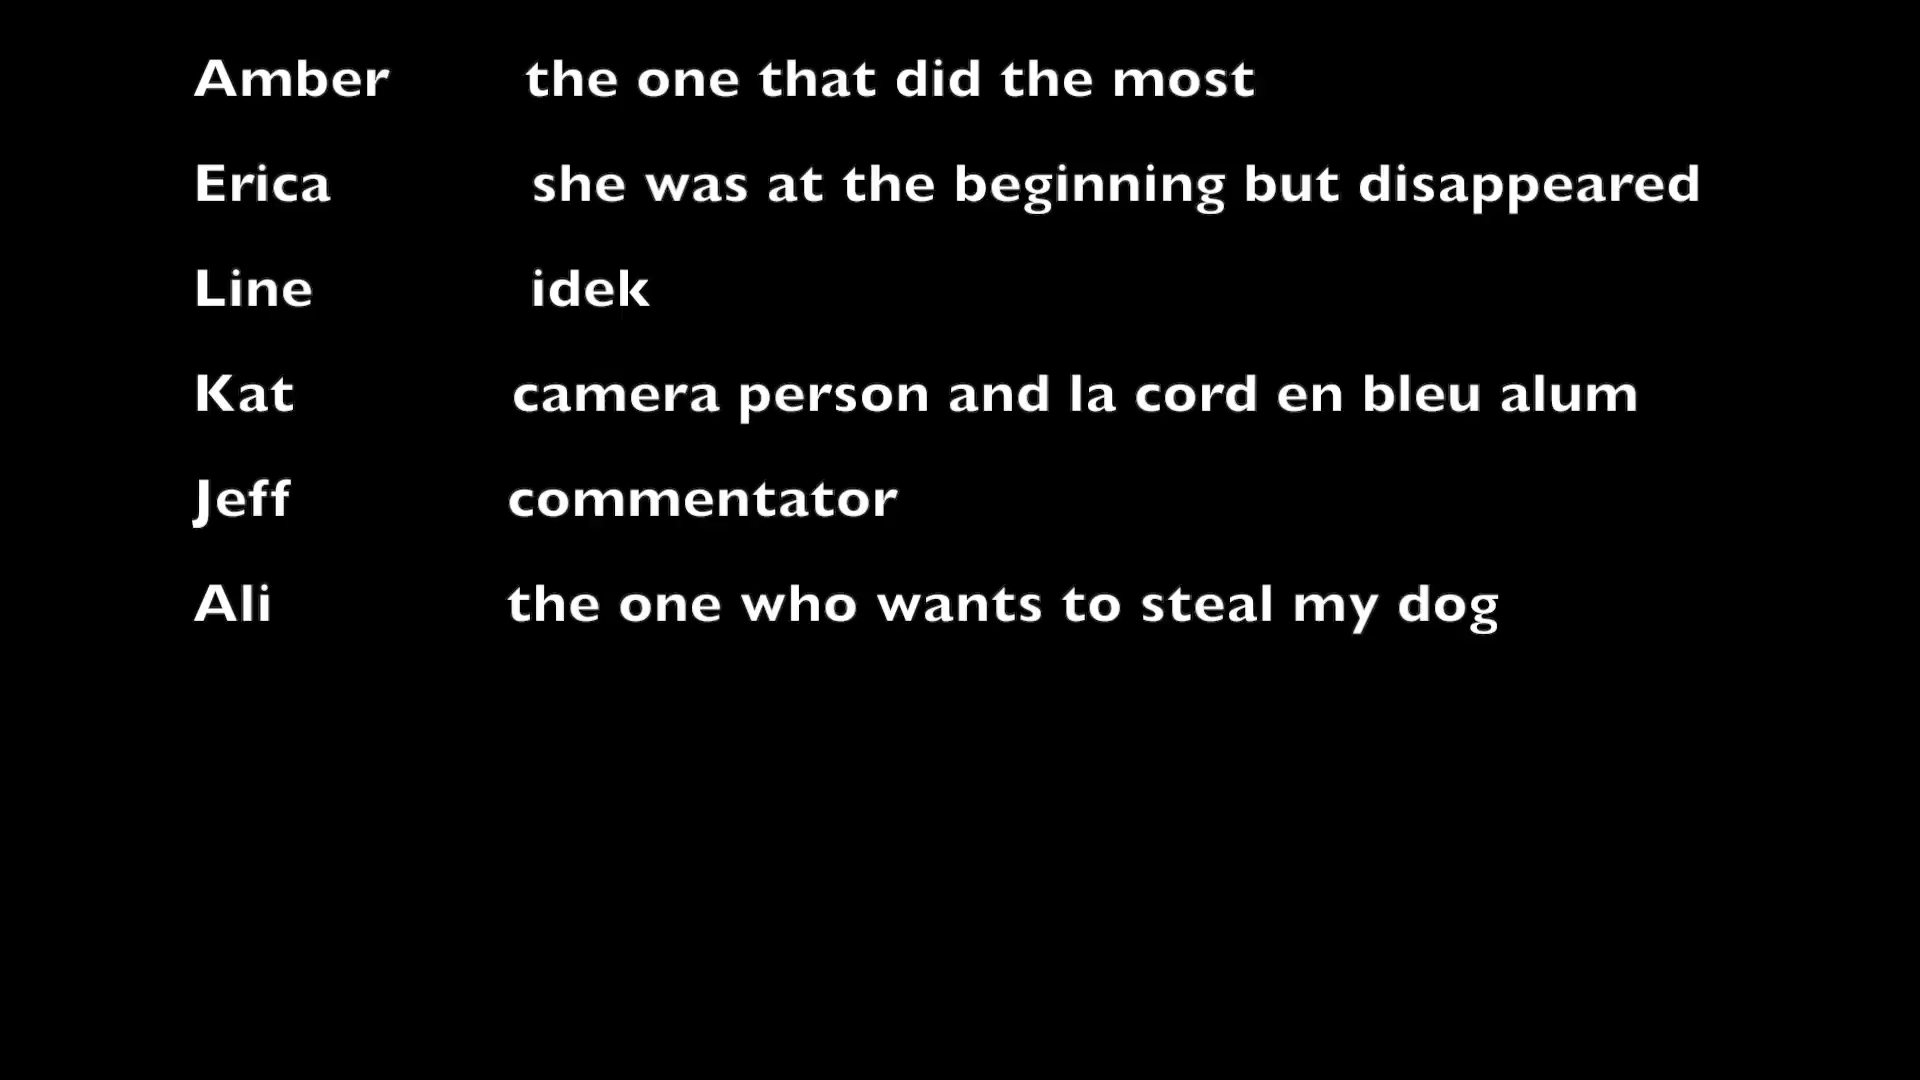 Amber the one that did the most
Erica she was at the beginning but disappeared
Line idek
Kat camera person and la cord en bleu alum
Jeff commentator
Ali the one who wants to steal my dog